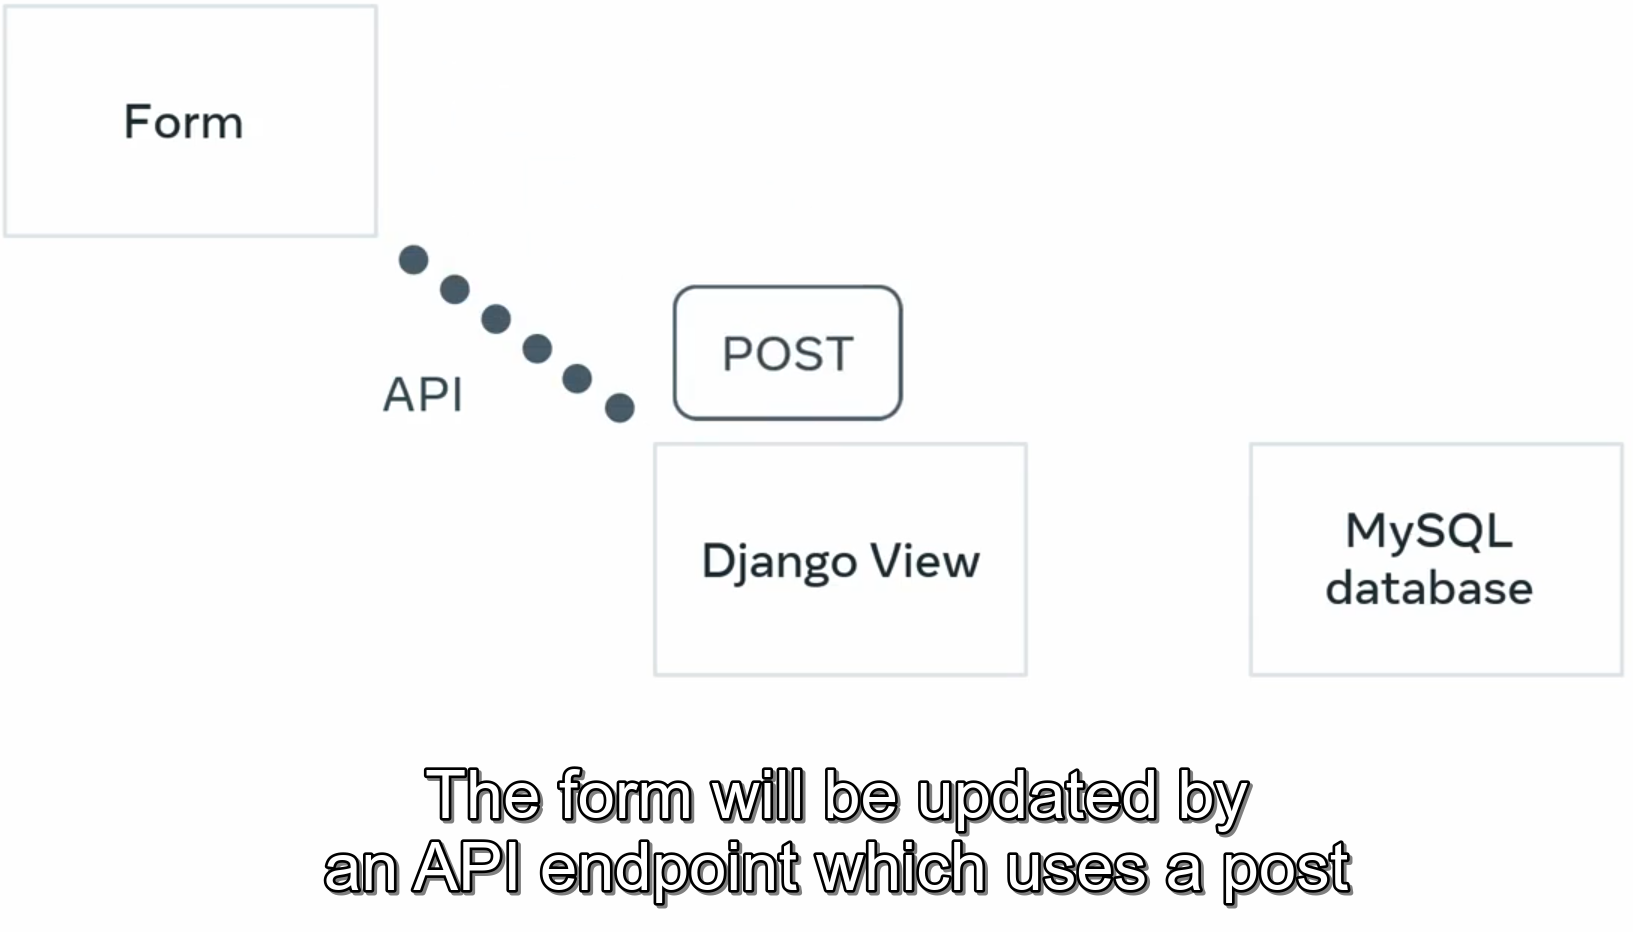 Form
API
POST
Django View
MySQL
database
The form will be updated by
an API endpoint which uses a post